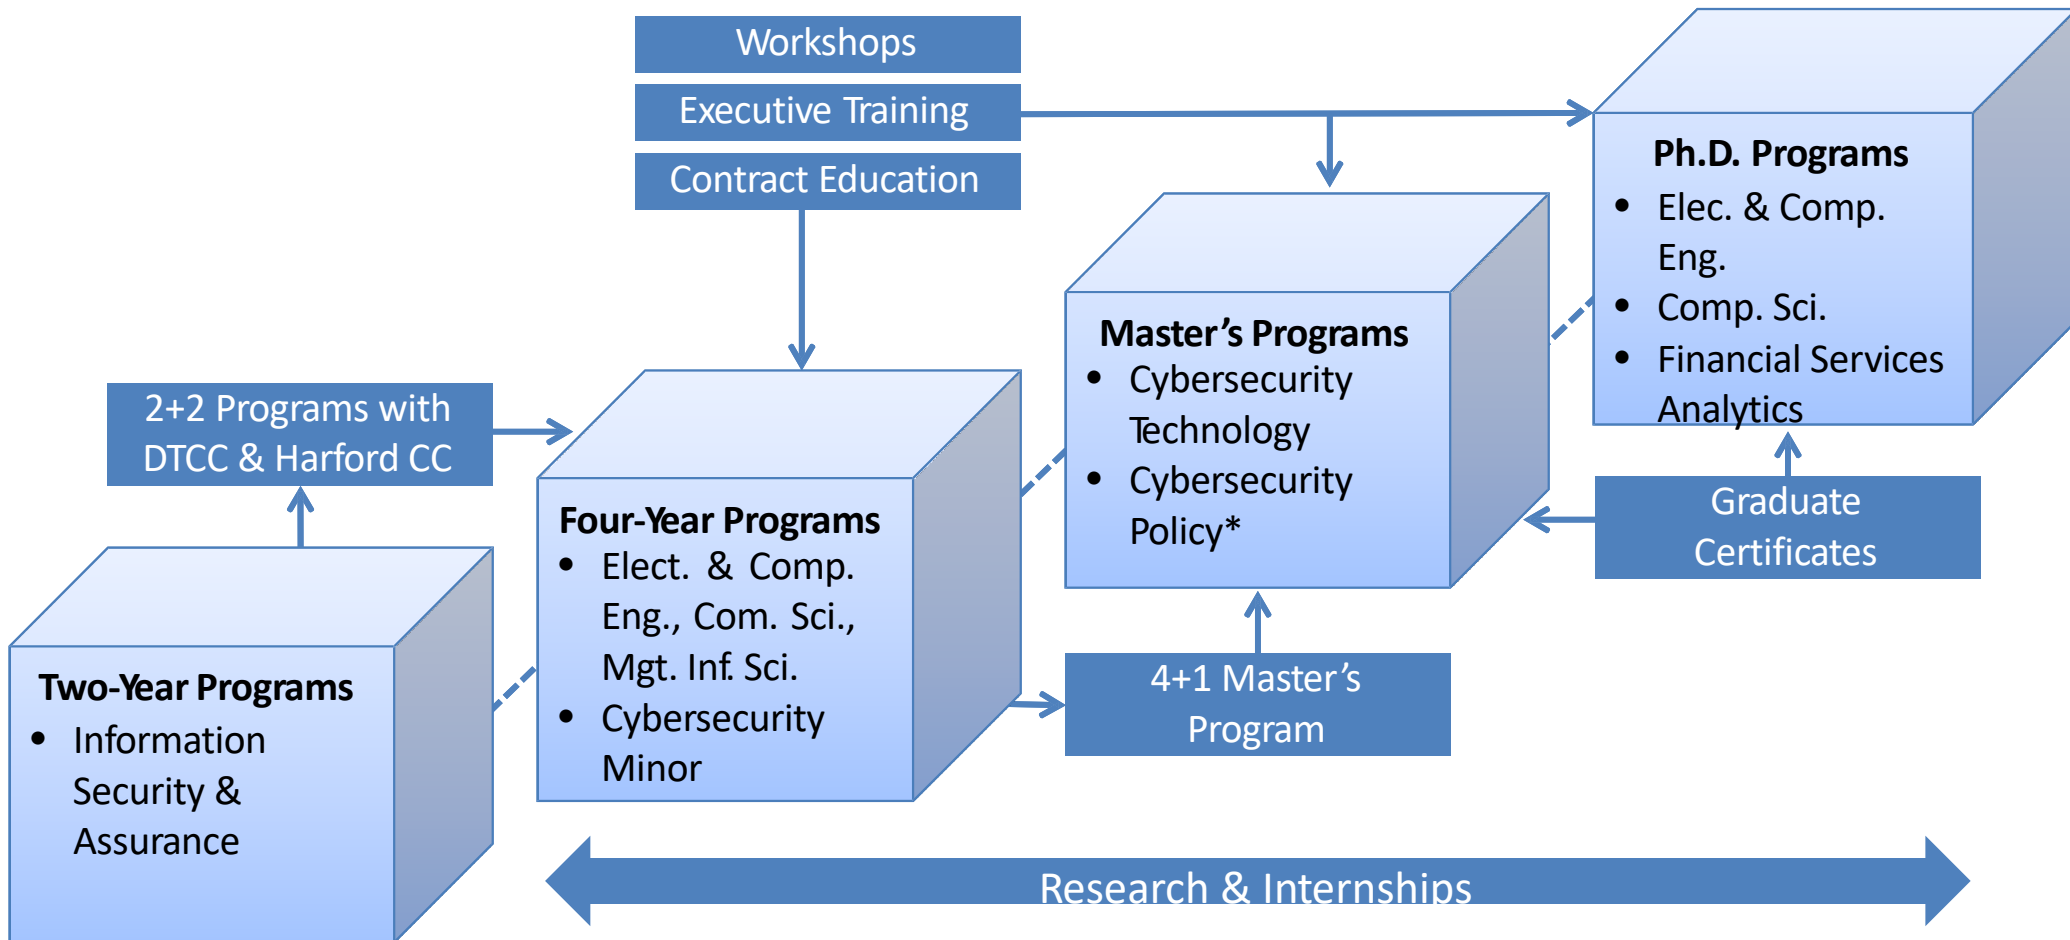 Workshops
Executive Training
Contract Education
Ph.D. Programs
• Elec. & Comp.
Eng.
• Comp. Sci.
• Financial Services
Analytics
Master’s Programs
• Cybersecurity
Technology
• Cybersecurity
Policy*
2+2 Programs with
DTCC & Harford CC
Graduate
Certificates
Four-Year Programs
• Elect. & Comp.
Eng., Com. Sci.,
Mgt. Inf. Sci.
• Cybersecurity
Minor
4+1 Master’s
Program
Two-Year Programs
• Information
Security &
Assurance
Research & Internships